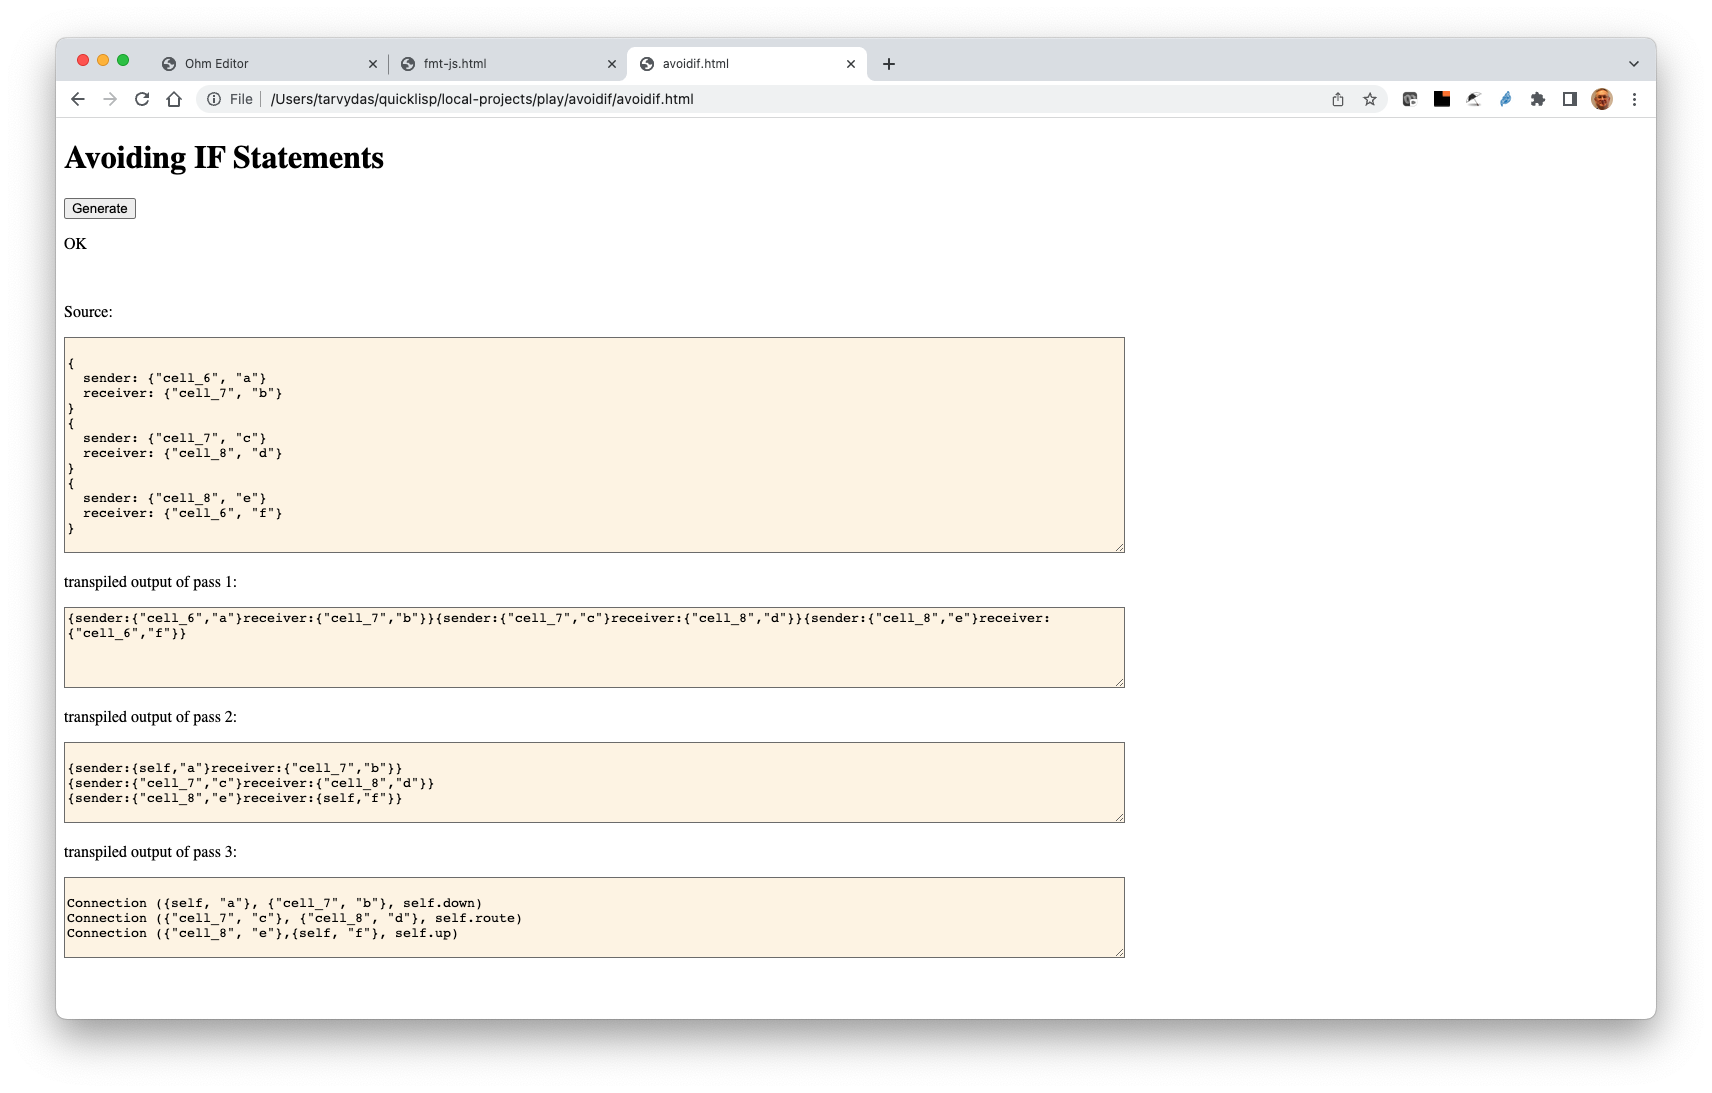 Ohm Editor
fmt-js.html
avoidif.html
File
/Users/tarvydas/quicklisp/local-projects/play/avoidif/avoidif.html
Avoiding IF Statements
Generate
OK
Source:
{
  sender: {"cell_6", "a"}
  receiver: {"cell_7", "b"}
}
{
  sender: {"cell_7", "c"}
  receiver: {"cell_8", "d"}
}
{
  sender: {"cell_8", "e"}
  receiver: {"cell_6", "f"}
}
transpiled output of pass 1:
{sender:{"cell_6","a"}receiver:{"cell_7","b"}}{sender:{"cell_7","c"}receiver:{"cell_8","d"}}{sender:{"cell_8","e"}receiver:
{"cell_6","f"}}
transpiled output of pass 2:
{sender:{self,"a"}receiver:{"cell_7","b"}}
{sender:{"cell_7","c"}receiver:{"cell_8","d"}}
{sender:{"cell_8","e"}receiver:{self,"f"}}
transpiled output of pass 3:
Connection ({self, "a"}, {"cell_7", "b"}, self.down)
Connection ({"cell_7", "c"}, {"cell_8", "d"}, self.route)
Connection ({"cell_8", "e"},{self, "f"}, self.up)